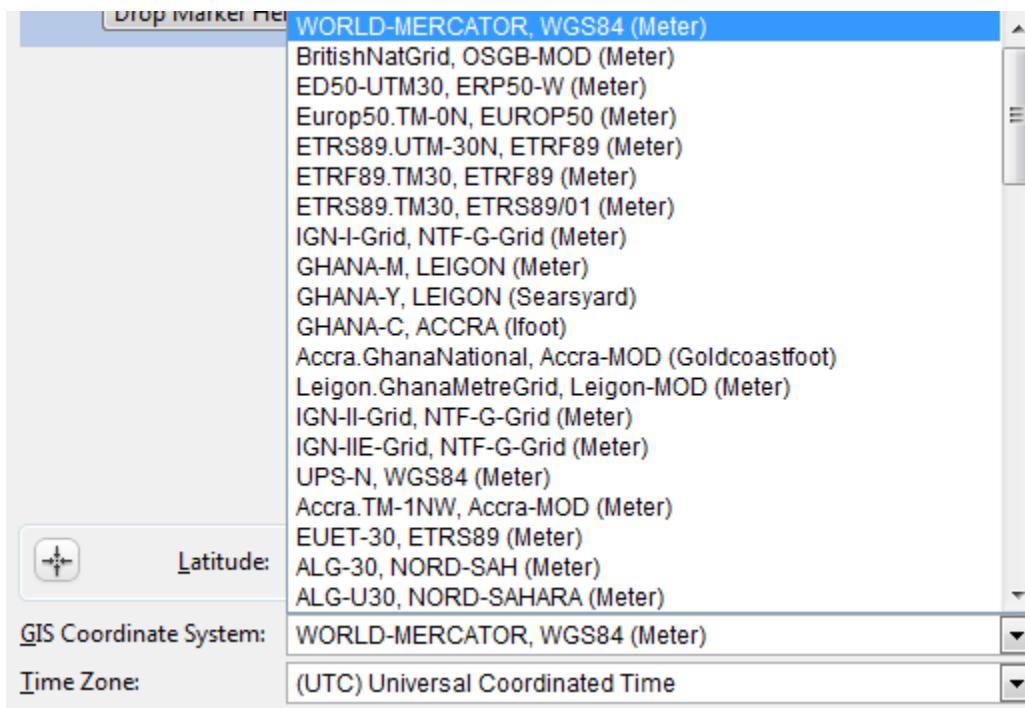 Drop Marker
WORLD-MERCATOR, WGS84 (Meter)
BritishNatGrid, OSGB-MOD (Meter)
ED50-UTM30, ERP50-W (Meter)
Europ50.TM-0N, EUROP50 (Meter)
ETRS89.UTM-30N, ETRF89 (Meter)
ETRF89.TM30, ETRF89 (Meter)
ETRS89.TM30, ETRS89/01 (Meter)
IGN-I-Grid, NTF-G-Grid (Meter)
GHANA-M, LEIGON (Meter)
GHANA-Y, LEIGON (Searsyard)
GHANA-C, ACCRA (Ifoot)
Accra.GhanaNational, Accra-MOD (Goldcoastfoot)
Leigon.GhanaMetreGrid, Leigon-MOD (Meter)
IGN-II-Grid, NTF-G-Grid (Meter)
IGN-IIE-Grid, NTF-G-Grid (Meter)
UPS-N, WGS84 (Meter)
Accra.TM-1NW, Accra-MOD (Meter)
EUET-30, ETRS89 (Meter)
ALG-30, NORD-SAH (Meter)
ALG-U30, NORD-SAHARA (Meter)
Latitude:
GIS Coordinate System: WORLD-MERCATOR, WGS84 (Meter)
Time Zone: (UTC) Universal Coordinated Time